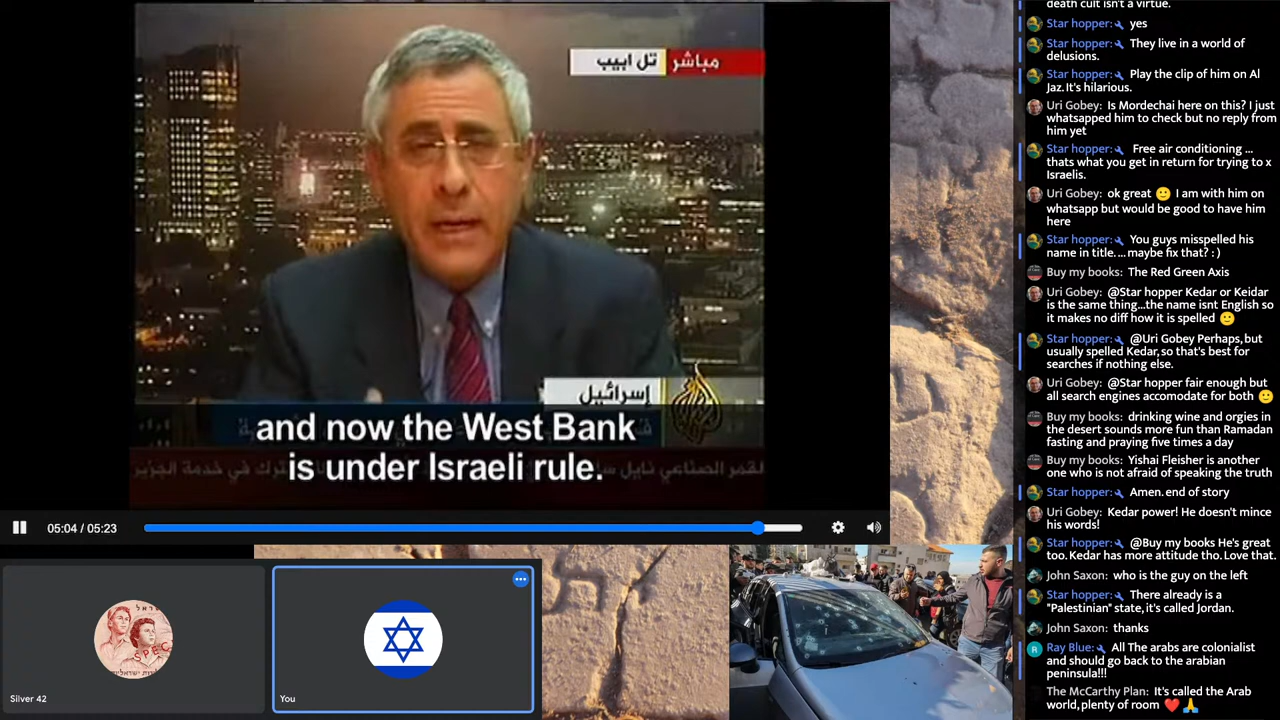 مباشر تل ابيب
إسرائيل
and now the West Bank
is under Israeli rule.
05:04 / 05:23
Silver 42
You
death cult isn't a virtue.
Star hopper: yes
Star hopper: They live in a world of
delusions.
Star hopper: Play the clip of him on Al
Jaz. It's hilarious.
Uri Gobey: Is Mordechai here on this? I just
whatsapped him to check but no reply from
him yet
Star hopper: Free air conditioning ...
thats what you get in return for trying to x
Israelis.
Uri Gobey: ok great 🙂 I am with him on
whatsapp but would be good to have him
here
Star hopper: You guys misspelled his
name in title....maybe fix that? : )
Buy my books: The Red Green Axis
Uri Gobey: @Star hopper Kedar or Keidar
is the same thing...the name isnt English so
it makes no diff how it is spelled 🙂
Star hopper: @Uri Gobey Perhaps, but
usually spelled Kedar, so that's best for
searches if nothing else.
Uri Gobey: @Star hopper fair enough but
all search engines accomodate for both 🙂
Buy my books: drinking wine and orgies in
the desert sounds more fun than Ramadan
fasting and praying five times a day
Buy my books: Yishai Fleisher is another
one who is not afraid of speaking the truth
Star hopper: Amen. end of story
Uri Gobey: Kedar power! He doesn't mince
his words!
Star hopper: @Buy my books He's great
too. Kedar has more attitude tho. Love that.
John Saxon: who is the guy on the left
Star hopper: There already is a
"Palestinian" state, it's called Jordan.
John Saxon: thanks
Ray Blue: All The arabs are colonialist
and should go back to the arabian
peninsula!!!
The McCarthy Plan: It's called the Arab
world, plenty of room ❤️🙏